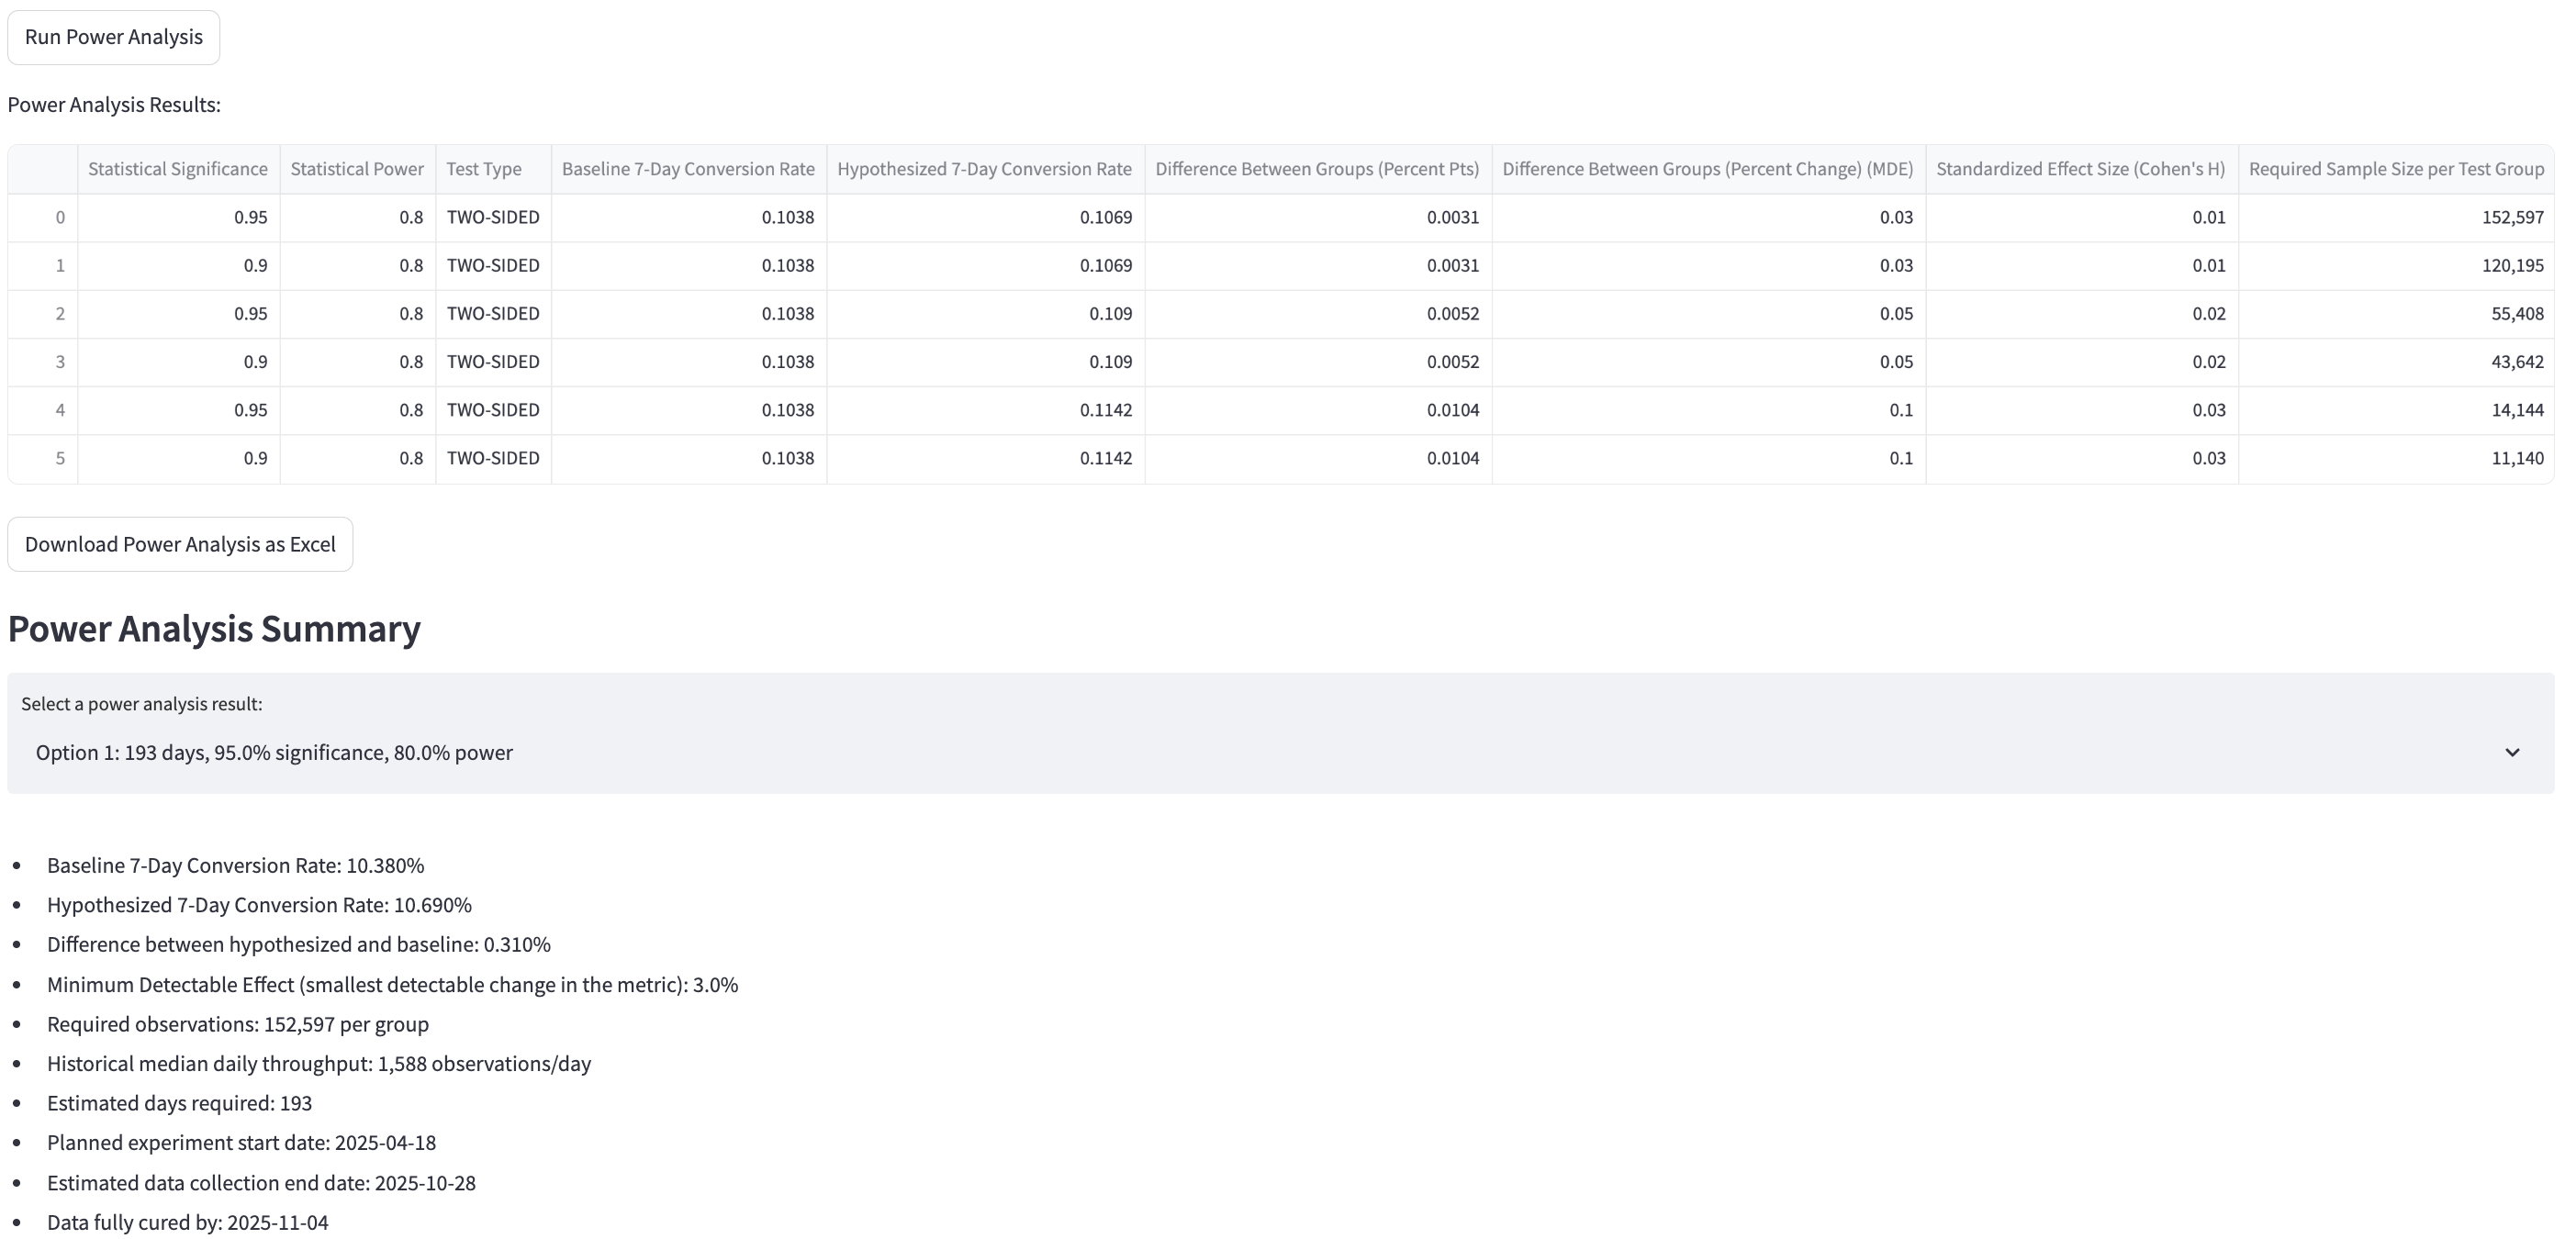 Run Power Analysis
Power Analysis Results:
Statistical Significance Statistical Power Test Type Baseline 7-Day Conversion Rate Hypothesized 7-Day Conversion Rate Difference Between Groups (Percent Pts) Difference Between Groups (Percent Change) (MDE) Standardized Effect Size (Cohen's H) Required Sample Size per Test Group
0 0.95 0.8 TWO-SIDED 0.1038 0.1069 0.0031 0.03 0.01 152,597
1 0.9 0.8 TWO-SIDED 0.1038 0.1069 0.0031 0.03 0.01 120,195
2 0.95 0.8 TWO-SIDED 0.1038 0.109 0.0052 0.05 0.02 55,408
3 0.9 0.8 TWO-SIDED 0.1038 0.109 0.0052 0.05 0.02 43,642
4 0.95 0.8 TWO-SIDED 0.1038 0.1142 0.0104 0.1 0.03 14,144
5 0.9 0.8 TWO-SIDED 0.1038 0.1142 0.0104 0.1 0.03 11,140
Download Power Analysis as Excel
Power Analysis Summary
Select a power analysis result:
Option 1: 193 days, 95.0% significance, 80.0% power
• Baseline 7-Day Conversion Rate: 10.380%
• Hypothesized 7-Day Conversion Rate: 10.690%
• Difference between hypothesized and baseline: 0.310%
• Minimum Detectable Effect (smallest detectable change in the metric): 3.0%
• Required observations: 152,597 per group
• Historical median daily throughput: 1,588 observations/day
• Estimated days required: 193
• Planned experiment start date: 2025-04-18
• Estimated data collection end date: 2025-10-28
• Data fully cured by: 2025-11-04